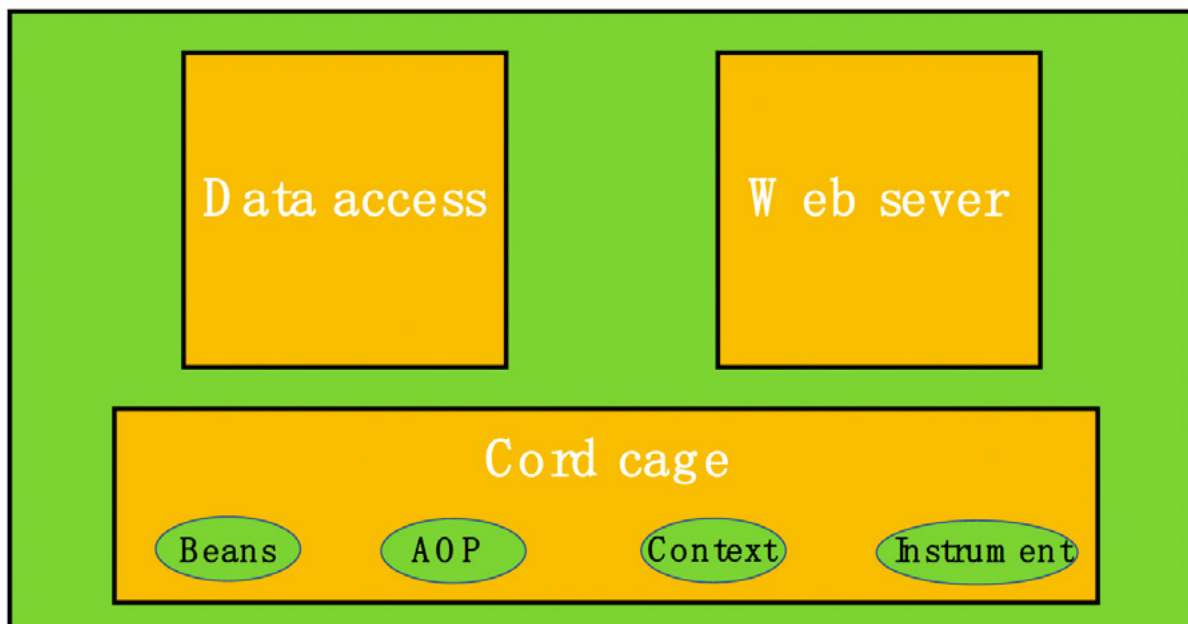 Data access
Web sever
Cord cage
Beans
AOP
Context
Instrument